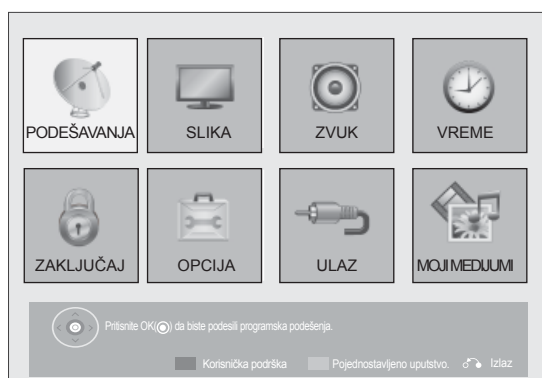 PODEŠAVANJA SLIKA ZVUK VREME
ZAKLJUČAJ OPCIJA ULAZ MOJI MEDIJUMI
Pritisnite OK( ) da biste podesili programska podešenja.
Korisnička podrška Pojednostavljeno uputstvo. Izlaz